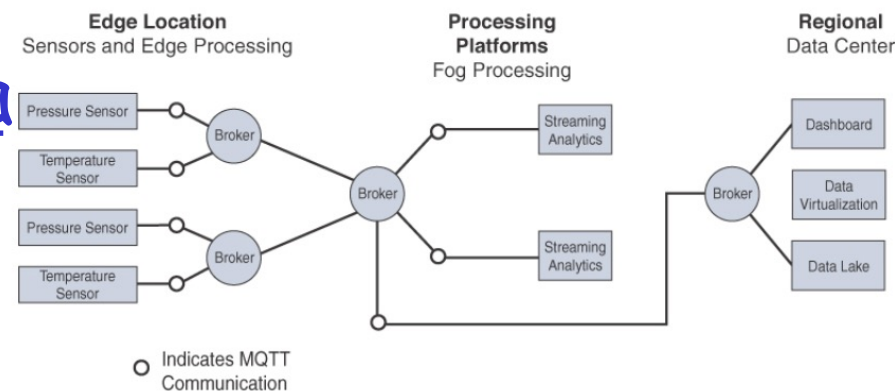 Edge Location
Sensors and Edge Processing
Processing
Platforms
Fog Processing
Regional
Data Center
Pressure Sensor
Temperature
Sensor
Pressure Sensor
Temperature
Sensor
Broker
Broker
Broker
Streaming
Analytics
Streaming
Analytics
Broker
Dashboard
Data
Virtualization
Data Lake
Indicates MQTT
Communication